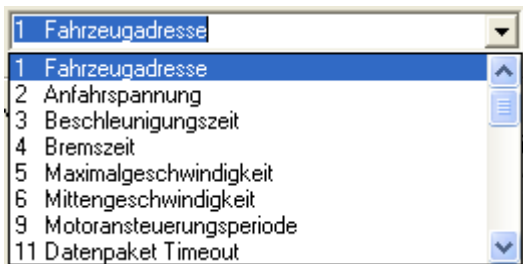 1 Fahrzeugadresse
1 Fahrzeugadresse
2 Anfahrspannung
3 Beschleunigungszeit
4 Bremszeit
5 Maximalgeschwindigkeit
6 Mittengeschwindigkeit
9 Motoransteuerungsperiode
11 Datenpaket Timeout